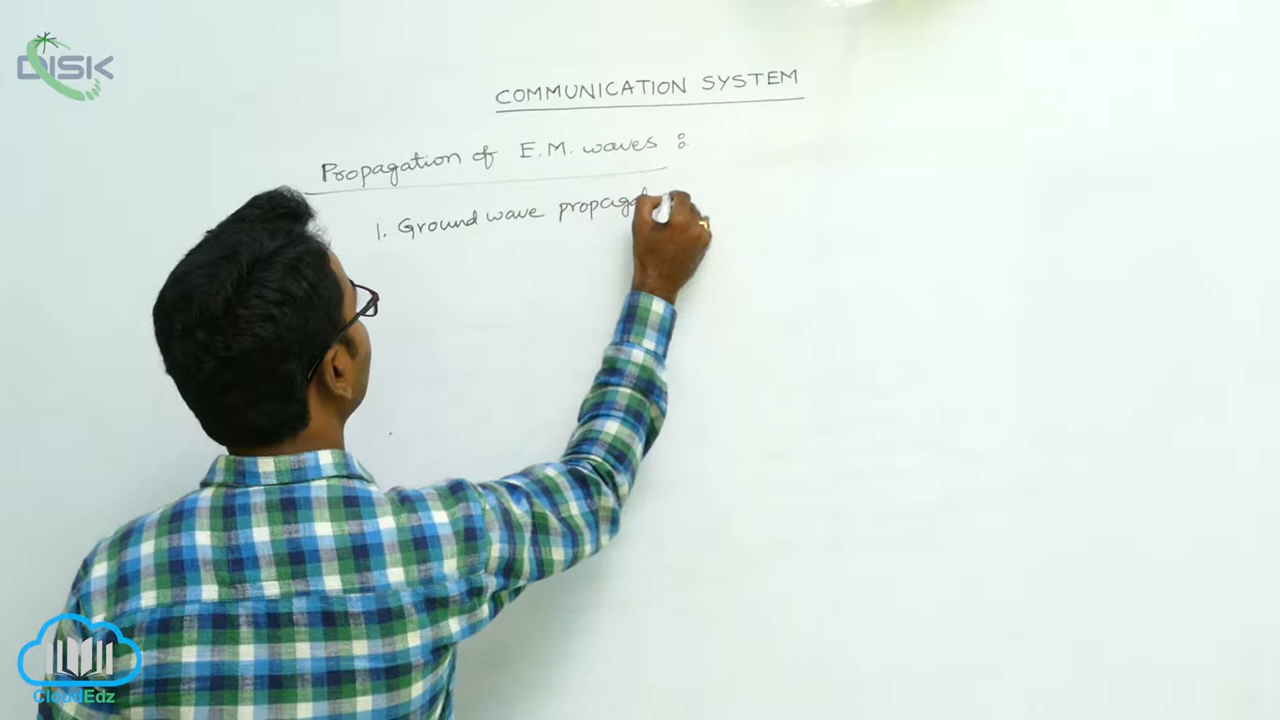 DISK
COMMUNICATION SYSTEM
Propagation of E.M. waves :
1. Ground wave
CloudEdz